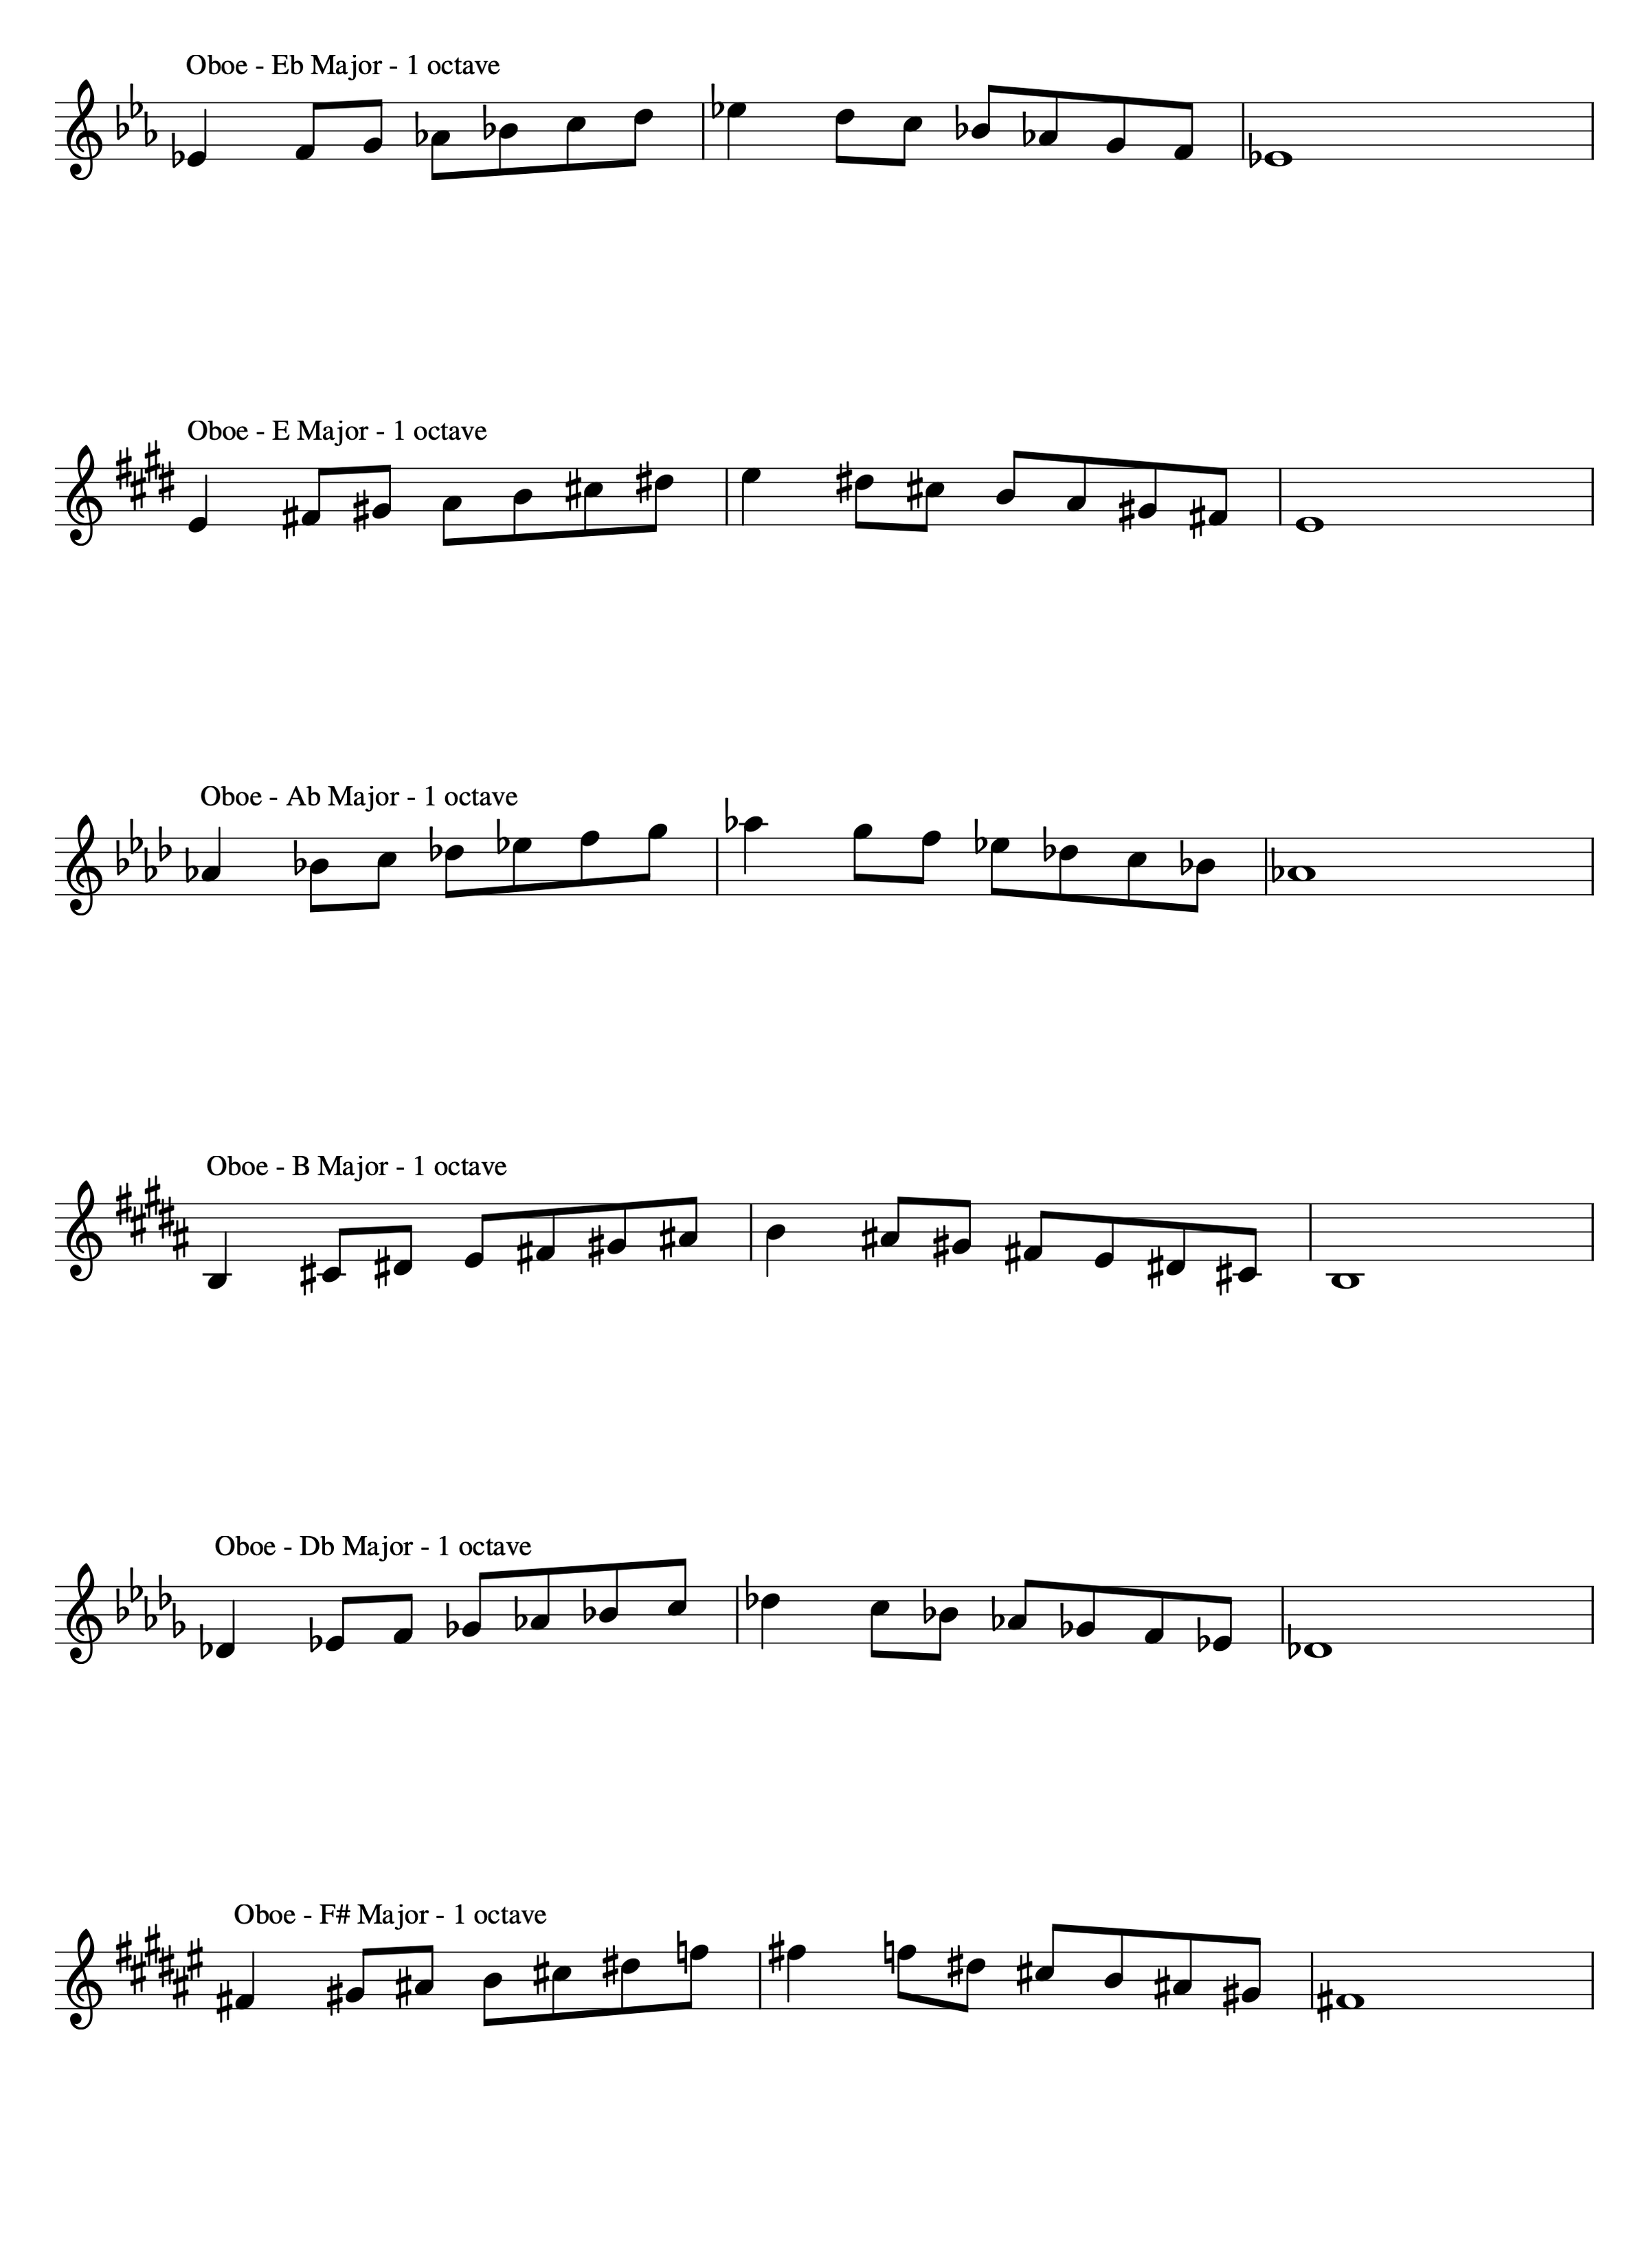 Oboe - Eb Major - 1 octave
Oboe - E Major - 1 octave
Oboe - Ab Major - 1 octave
Oboe - B Major - 1 octave
Oboe - Db Major - 1 octave
Oboe - F# Major - 1 octave